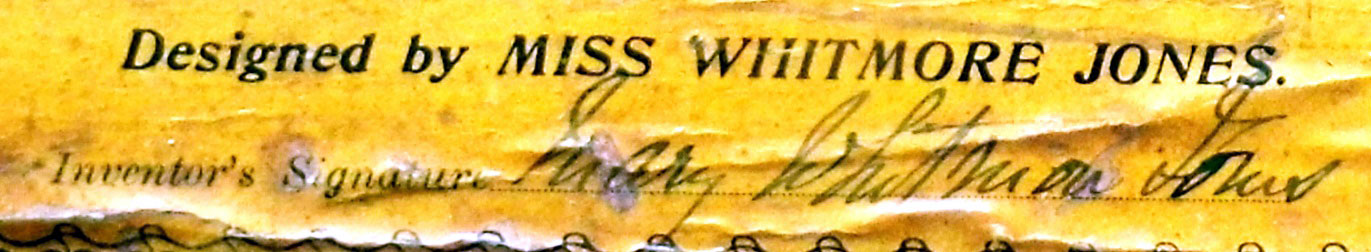 Designed by MISS WHITMORE JONES.
Inventor's Signature Mary Whitmore Jones